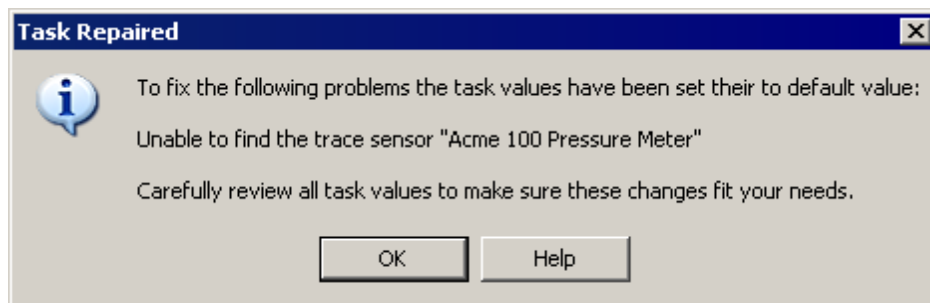 Task Repaired
To fix the following problems the task values have been set their to default value:
Unable to find the trace sensor "Acme 100 Pressure Meter"
Carefully review all task values to make sure these changes fit your needs.
OK
Help